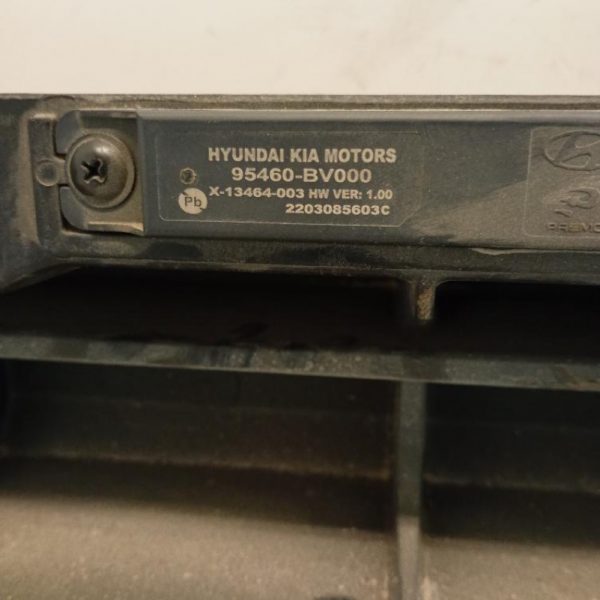 HYUNDAI KIA MOTORS
95460-BV000
Pb
X-13464-003 HW VER: 1.00
2203085603C